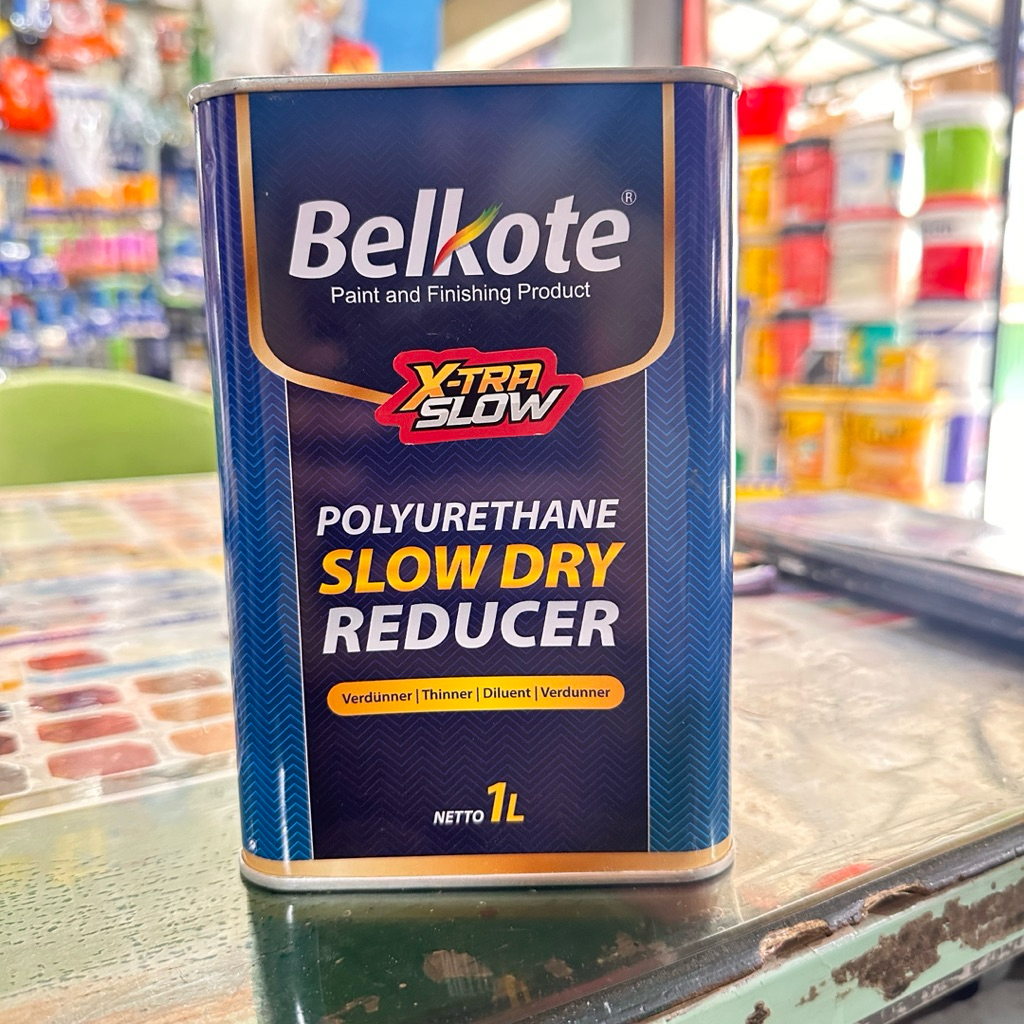 Belkote®
Paint and Finishing Product
X-TRA
SLOW
POLYURETHANE
SLOW DRY
REDUCER
Verdünner | Thinner | Diluent | Verdunner
NETTO 1L